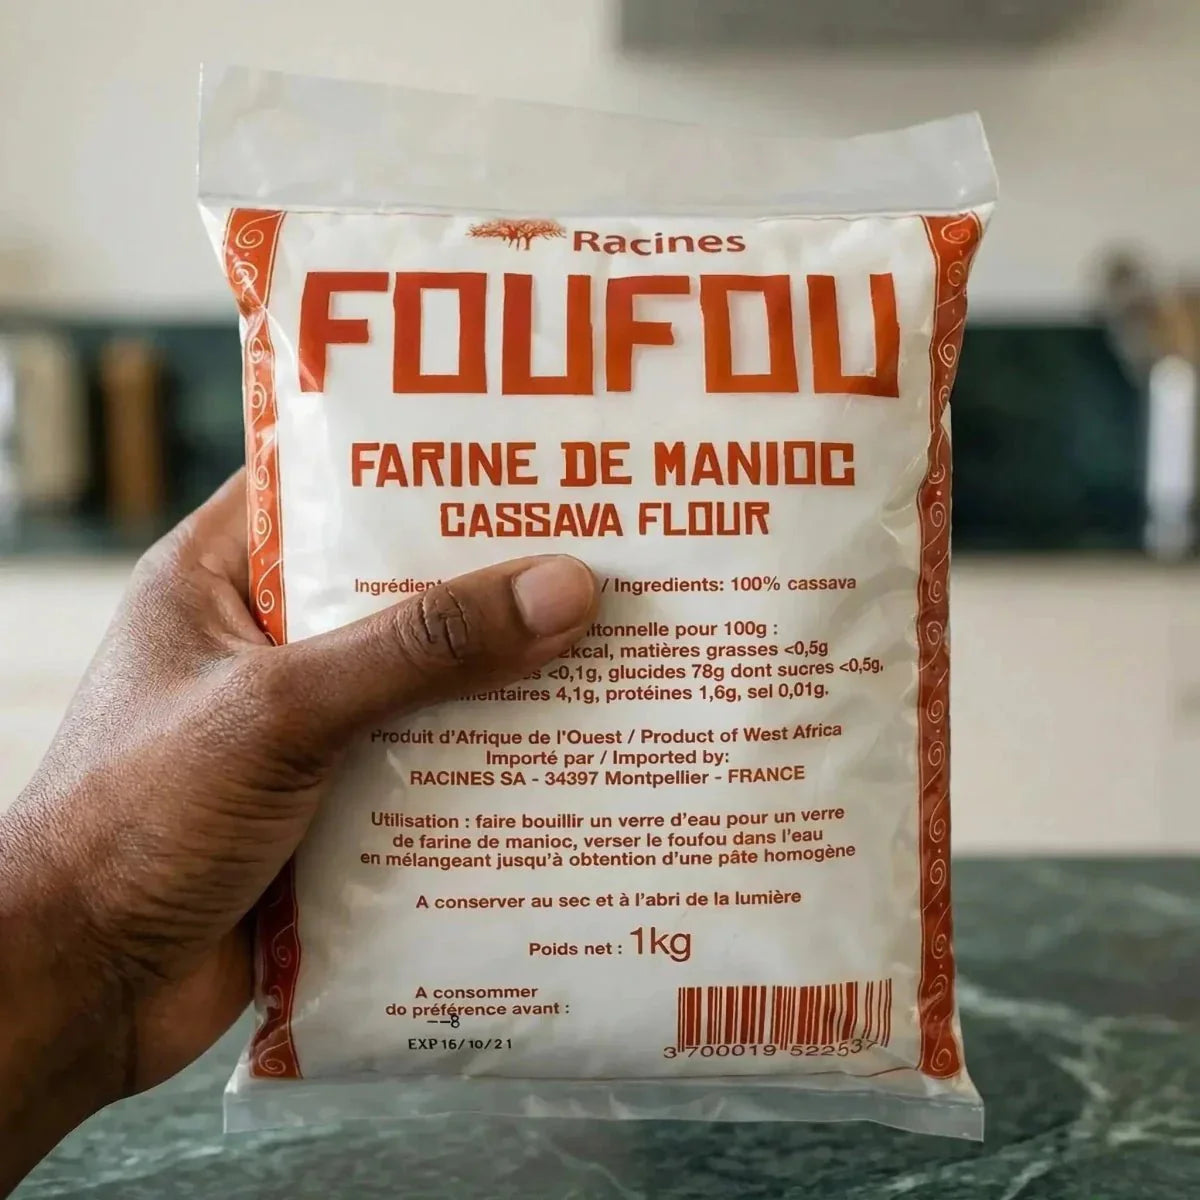 Racines
FOUFOU
FARINE DE MANIOC
CASSAVA FLOUR
/ Ingredients: 100% cassava
pour 100g :
matières grasses <0,5g
<0,1g, glucides 78g dont sucres <0,5g,
4,1g, protéines 1,6g, sel 0,01g.
Produit d'Afrique de l'Ouest / Product of West Africa
Importé par / Imported by:
RACINES SA - 34397 Montpellier - FRANCE
Utilisation : faire bouillir un verre d'eau pour un verre
de farine de manioc, verser le foufou dans l'eau
en mélangeant jusqu'à obtention d'une pâte homogène
A conserver au sec et à l'abri de la lumière
Poids net : 1kg
A consommer
do préférence avant :
EXP 16/10/21
3 700019 522537